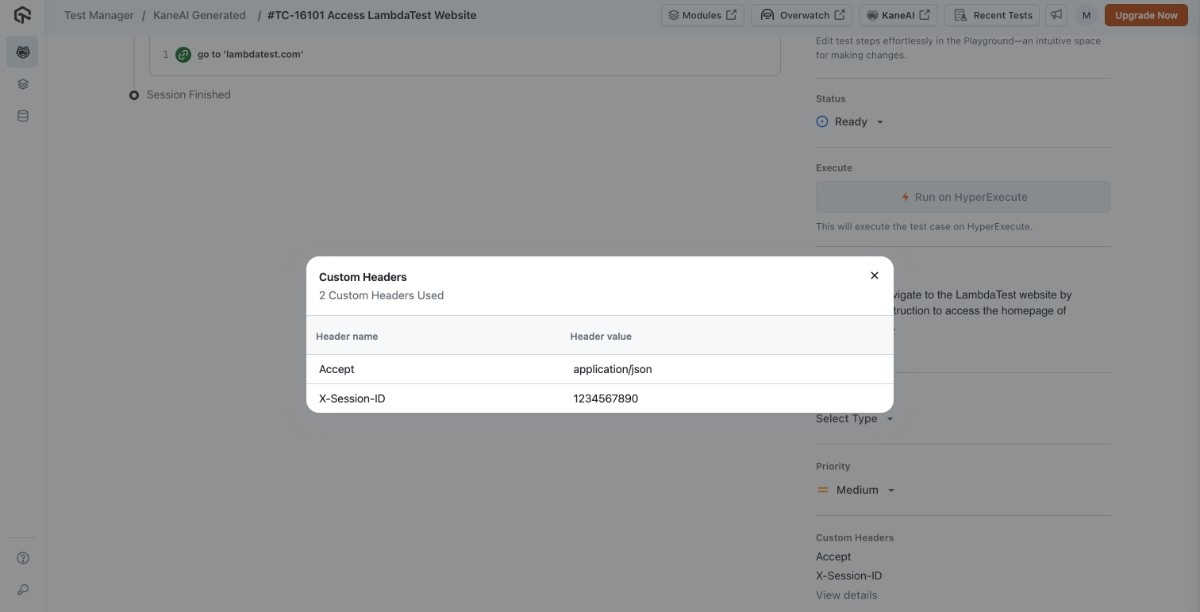 Test Manager / KaneAI Generated / #TC-16101 Access LambdaTest Website
Modules
Overwatch
KaneAI
Recent Tests
M
Upgrade Now
1 go to 'lambdatest.com'
Session Finished
Edit test steps effortlessly in the Playground—an intuitive space
for making changes.
Status
Ready
Execute
Run on HyperExecute
This will execute the test case on HyperExecute.
vigate to the LambdaTest website by
truction to access the homepage of
Custom Headers
2 Custom Headers Used
Header name Header value
Accept application/json
X-Session-ID 1234567890
Select Type
Priority
Medium
Custom Headers
Accept
X-Session-ID
View details